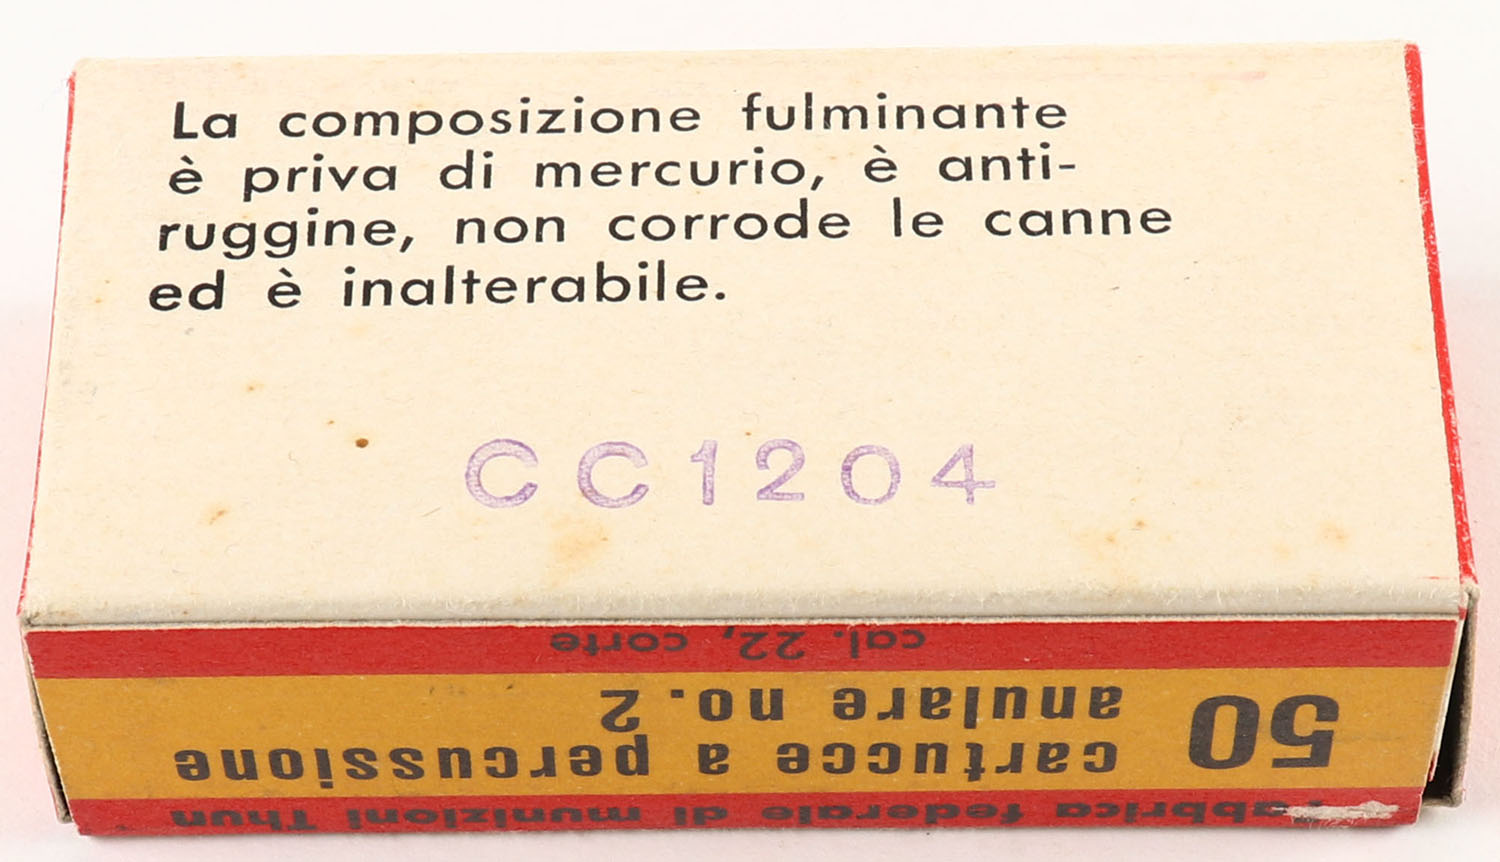 La composizione fulminante
è priva di mercurio, è anti-
ruggine, non corrode le canne
ed è inalterabile.
CC1204
Fabbrica federale di munizioni Thun
50 cartucce a percussione
anulare no. 2
cal. 22, corte